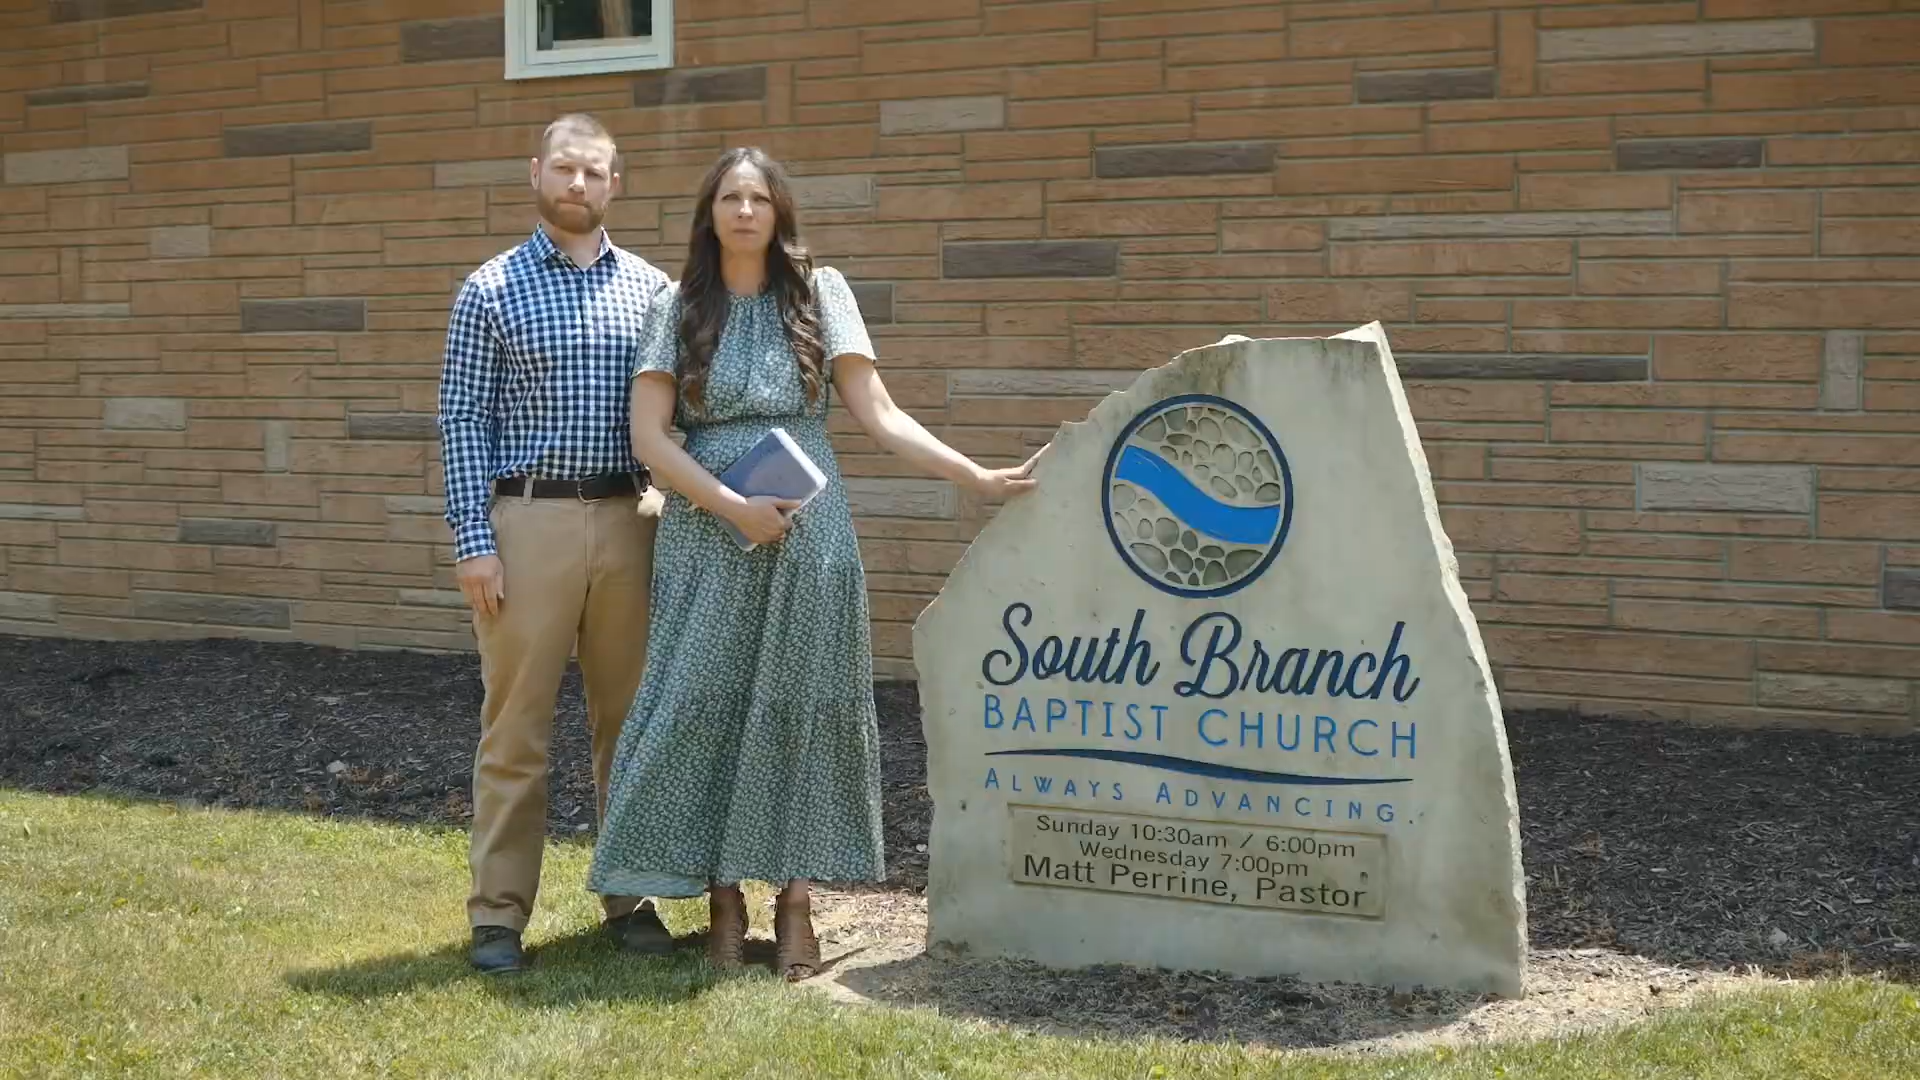 South Branch
BAPTIST CHURCH
ALWAYS ADVANCING.
Sunday 10:30am / 6:00pm
Wednesday 7:00pm
Matt Perrine, Pastor